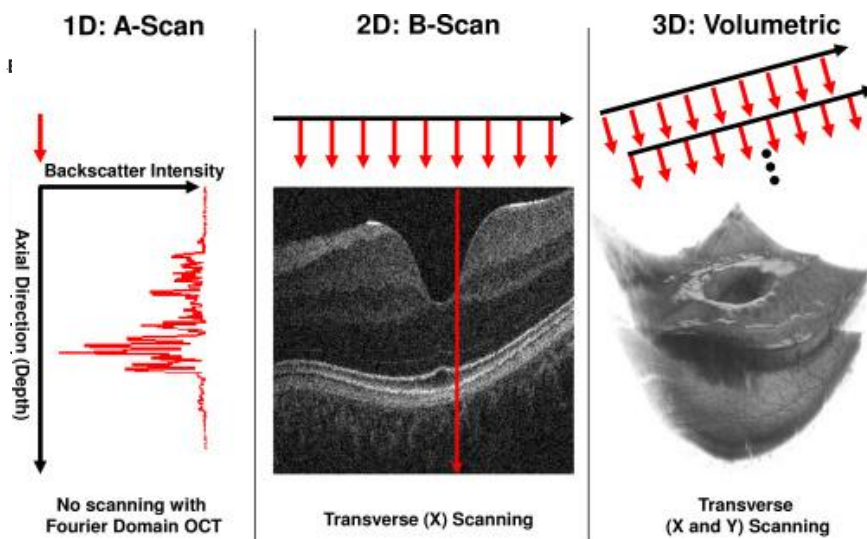 1D: A-Scan
Backscatter Intensity
Axial Direction (Depth)
No scanning with
Fourier Domain OCT
2D: B-Scan
Transverse (X) Scanning
3D: Volumetric
Transverse
(X and Y) Scanning